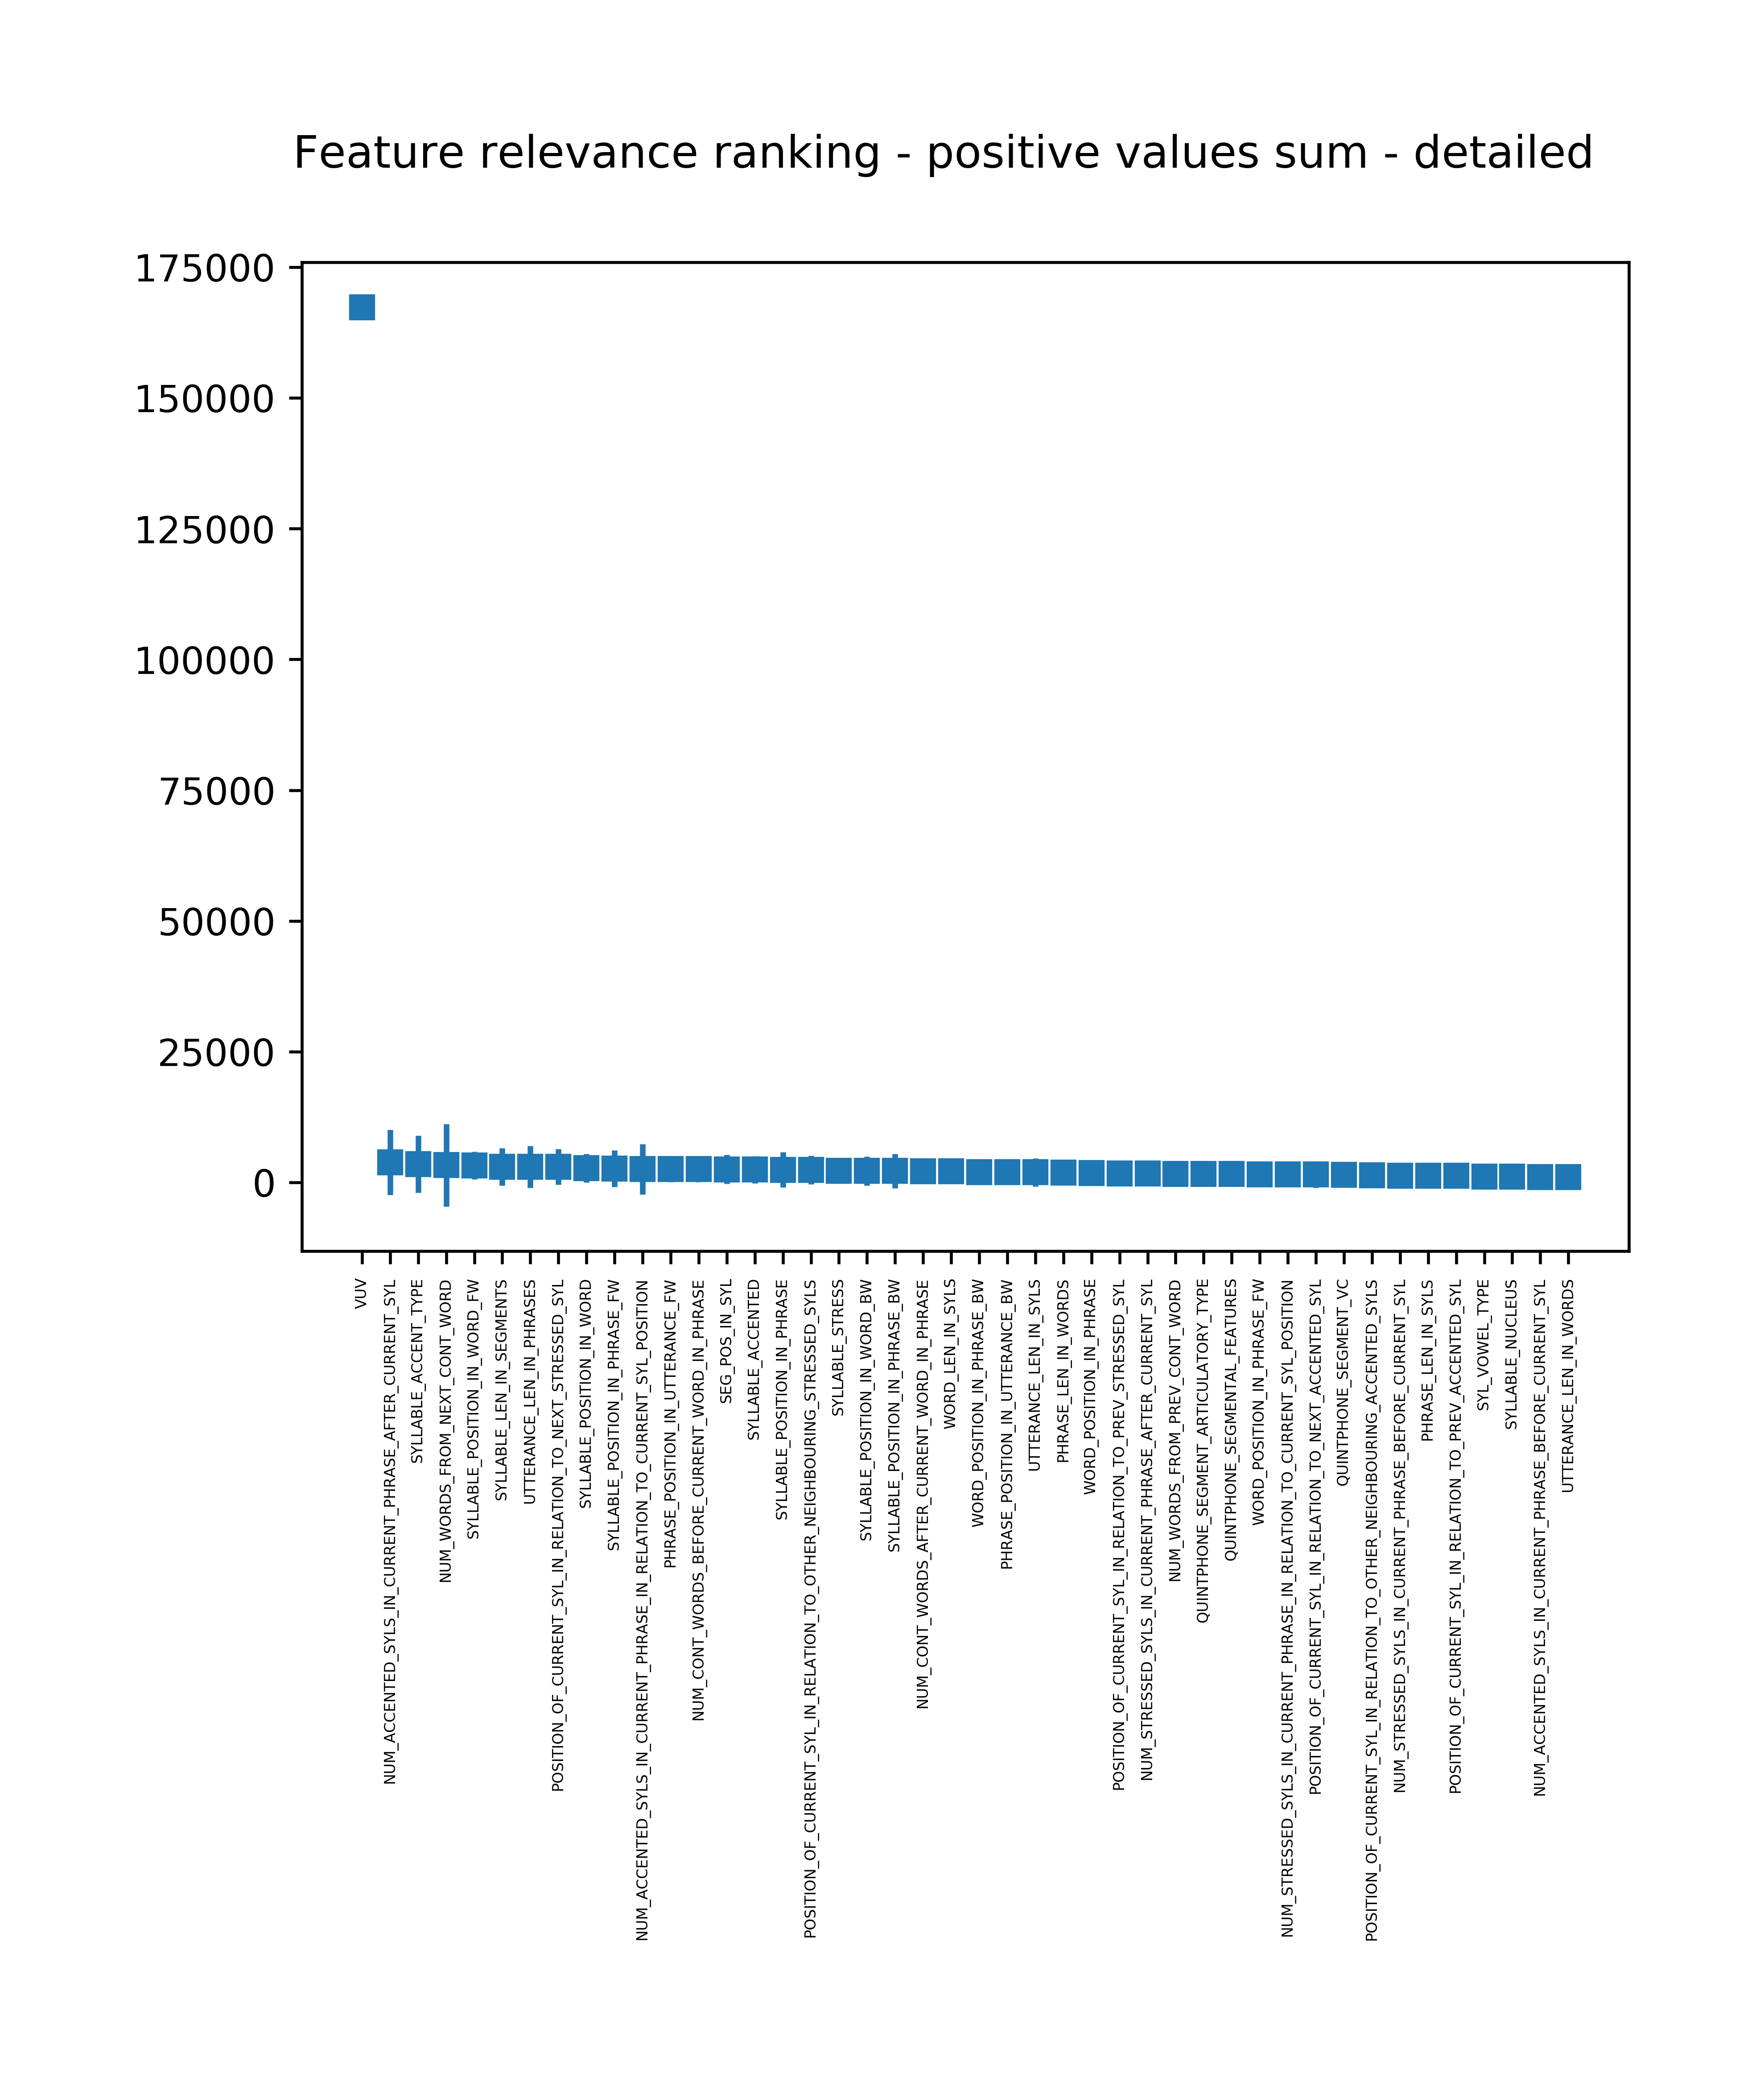 Feature relevance ranking - positive values sum - detailed
175000
150000
125000
100000
75000
50000
25000
0
VUV
NUM_ACCENTED_SYLS_IN_CURRENT_PHRASE_AFTER_CURRENT_SYL
SYLLABLE_ACCENT_TYPE
NUM_WORDS_FROM_NEXT_CONT_WORD
SYLLABLE_POSITION_IN_WORD_FW
SYLLABLE_LEN_IN_SEGMENTS
UTTERANCE_LEN_IN_PHRASES
POSITION_OF_CURRENT_SYL_IN_RELATION_TO_NEXT_STRESSED_SYL
SYLLABLE_POSITION_IN_WORD
SYLLABLE_POSITION_IN_PHRASE_FW
NUM_ACCENTED_SYLS_IN_CURRENT_PHRASE_IN_RELATION_TO_CURRENT_SYL_POSITION
PHRASE_POSITION_IN_UTTERANCE_FW
NUM_CONT_WORDS_BEFORE_CURRENT_WORD_IN_PHRASE
SEG_POS_IN_SYL
SYLLABLE_ACCENTED
SYLLABLE_POSITION_IN_PHRASE
POSITION_OF_CURRENT_SYL_IN_RELATION_TO_OTHER_NEIGHBOURING_STRESSED_SYLS
SYLLABLE_STRESS
SYLLABLE_POSITION_IN_WORD_BW
SYLLABLE_POSITION_IN_PHRASE_BW
NUM_CONT_WORDS_AFTER_CURRENT_WORD_IN_PHRASE
WORD_LEN_IN_SYLS
WORD_POSITION_IN_PHRASE_BW
PHRASE_POSITION_IN_UTTERANCE_BW
UTTERANCE_LEN_IN_SYLS
PHRASE_LEN_IN_WORDS
WORD_POSITION_IN_PHRASE
POSITION_OF_CURRENT_SYL_IN_RELATION_TO_PREV_STRESSED_SYL
NUM_STRESSED_SYLS_IN_CURRENT_PHRASE_AFTER_CURRENT_SYL
NUM_WORDS_FROM_PREV_CONT_WORD
QUINTPHONE_SEGMENT_ARTICULATORY_TYPE
QUINTPHONE_SEGMENTAL_FEATURES
WORD_POSITION_IN_PHRASE_FW
NUM_STRESSED_SYLS_IN_CURRENT_PHRASE_IN_RELATION_TO_CURRENT_SYL_POSITION
POSITION_OF_CURRENT_SYL_IN_RELATION_TO_NEXT_ACCENTED_SYL
QUINTPHONE_SEGMENT_VC
POSITION_OF_CURRENT_SYL_IN_RELATION_TO_OTHER_NEIGHBOURING_ACCENTED_SYLS
NUM_STRESSED_SYLS_IN_CURRENT_PHRASE_BEFORE_CURRENT_SYL
PHRASE_LEN_IN_SYLS
POSITION_OF_CURRENT_SYL_IN_RELATION_TO_PREV_ACCENTED_SYL
SYL_VOWEL_TYPE
SYLLABLE_NUCLEUS
NUM_ACCENTED_SYLS_IN_CURRENT_PHRASE_BEFORE_CURRENT_SYL
UTTERANCE_LEN_IN_WORDS